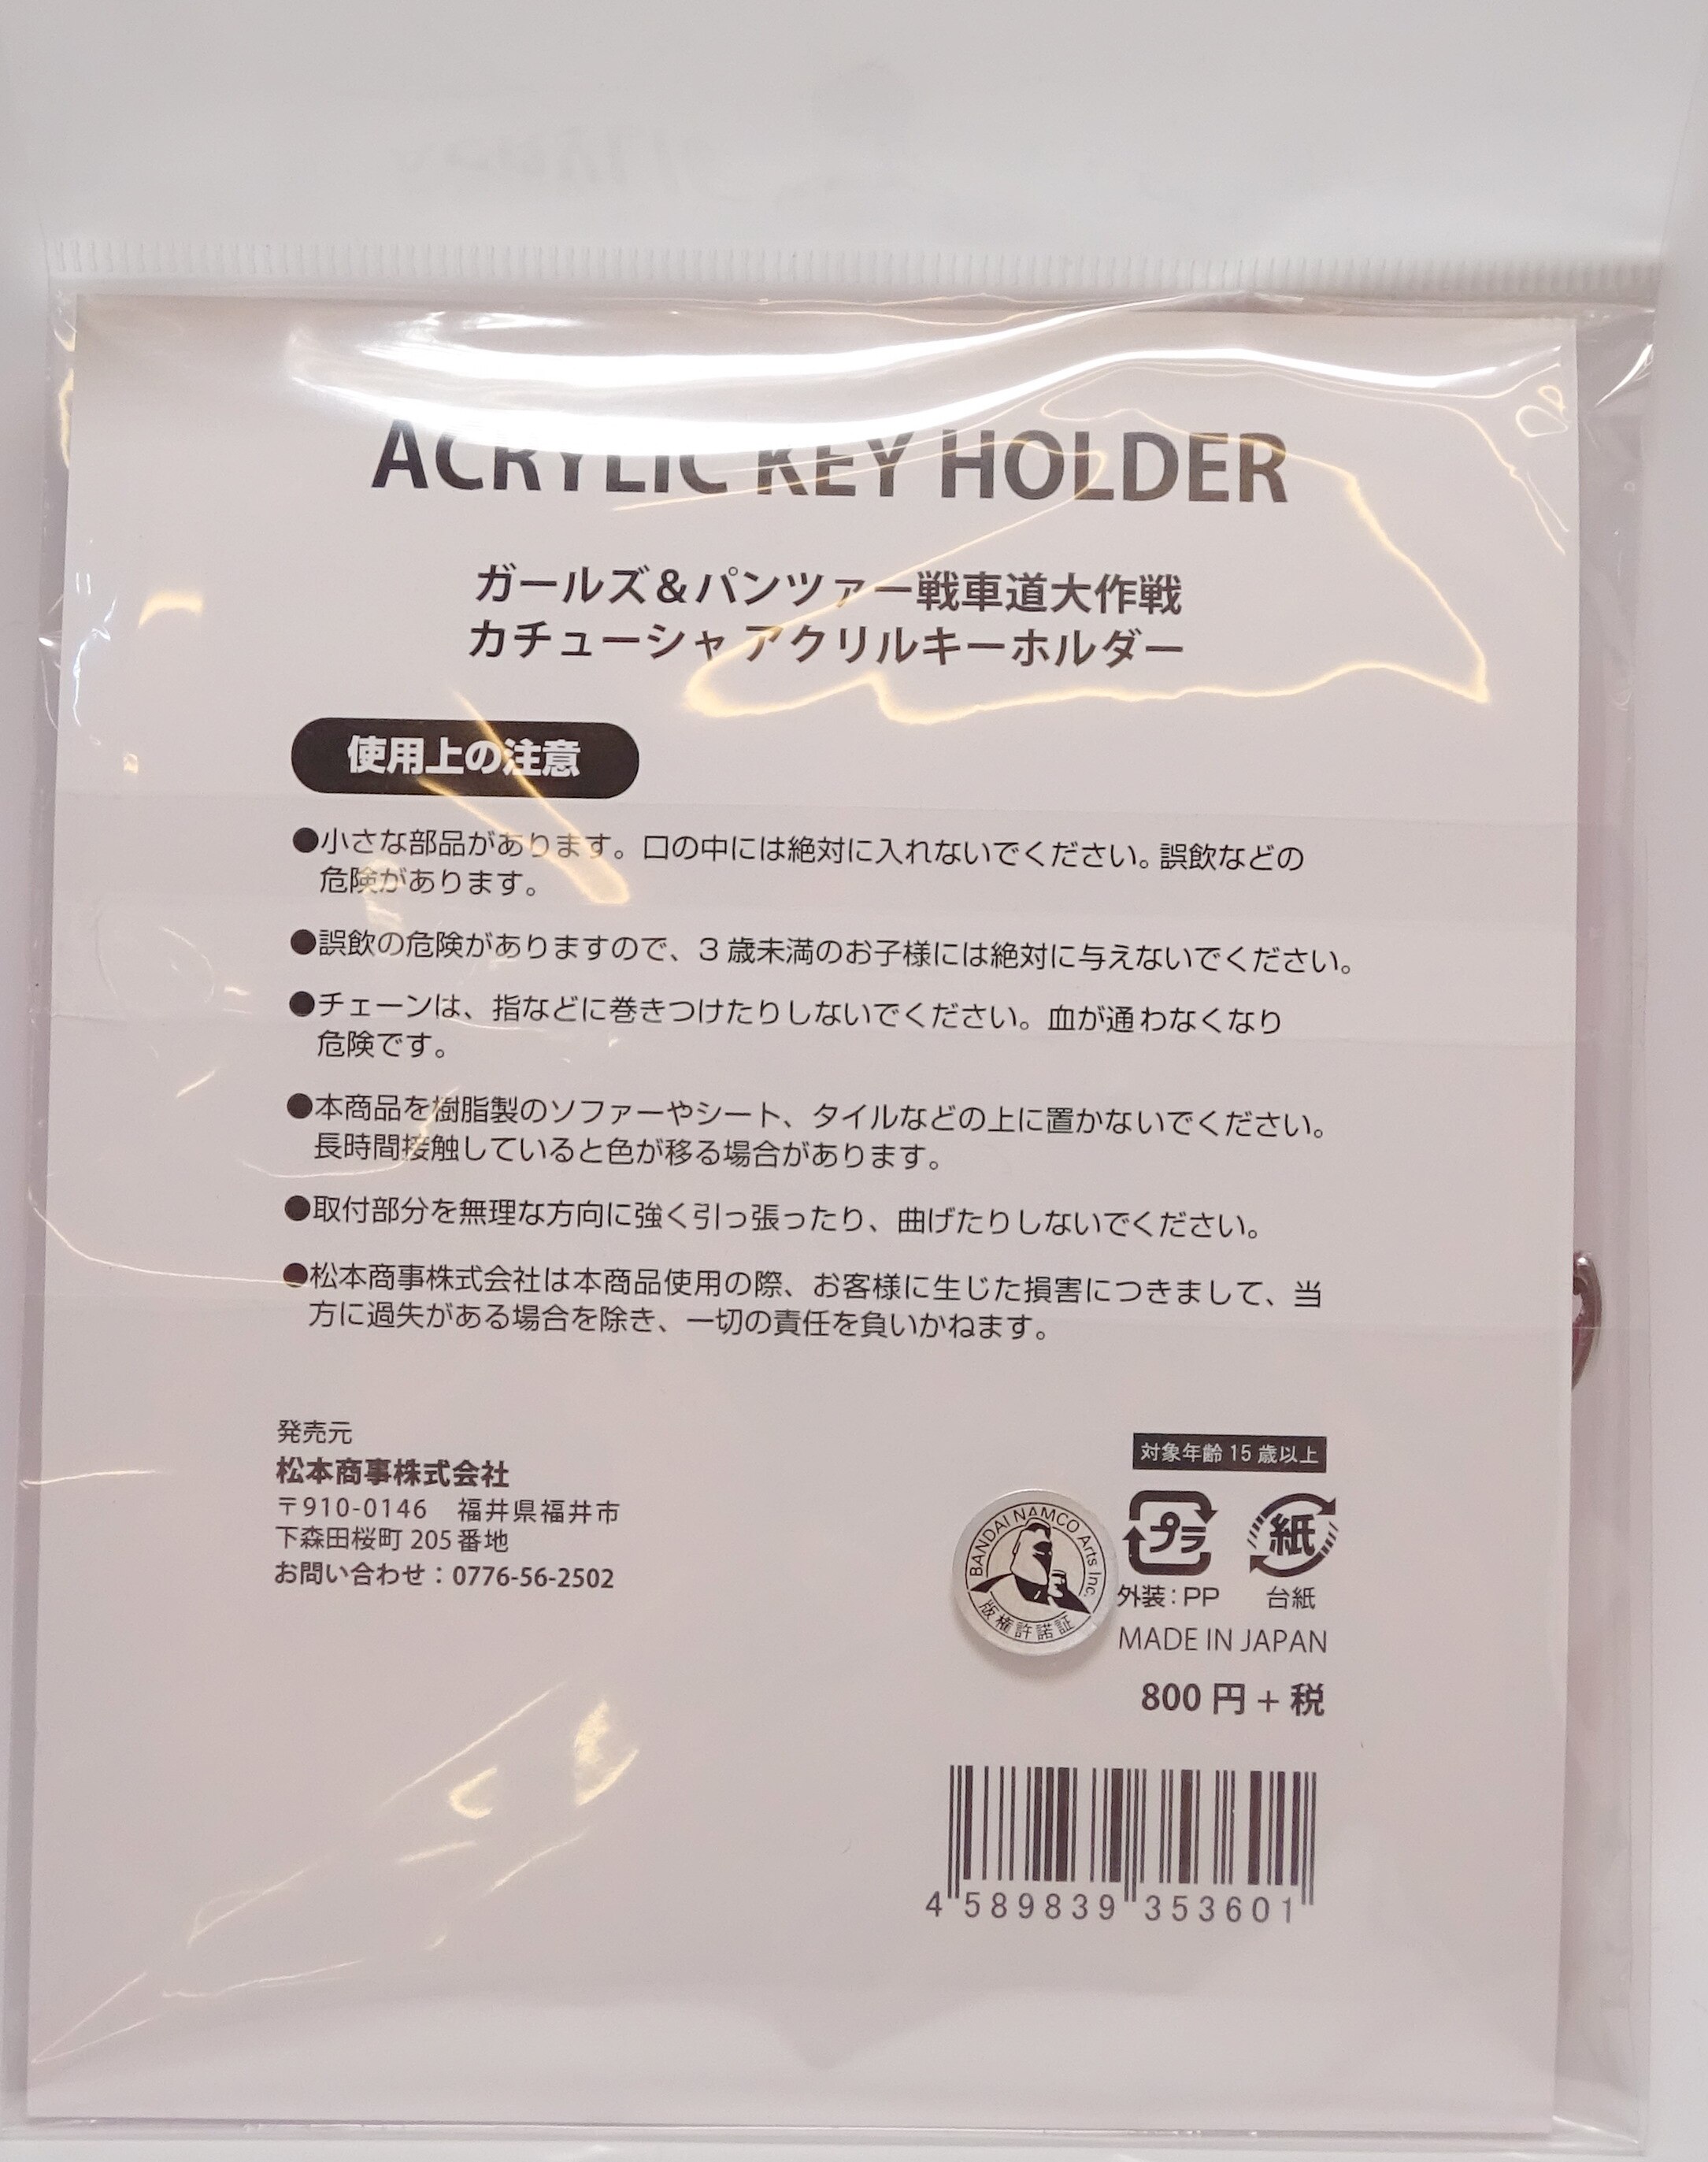 ACRYLIC KEY HOLDER
ガールズ&パンツァー戦車道大作戦
カチューシャ アクリルキーホルダー
使用上の注意
●小さな部品があります。口の中には絶対に入れないでください。誤飲などの
危険があります。
●誤飲の危険がありますので、3 歳未満のお子様には絶対に与えないでください。
●チェーンは、指などに巻きつけたりしないでください。血が通わなくなり
危険です。
●本商品を樹脂製のソファーやシート、タイルなどの上に置かないでください。
長時間接触していると色が移る場合があります。
●取付部分を無理な方向に強く引っ張ったり、曲げたりしないでください。
●松本商事株式会社は本商品使用の際、お客様に生じた損害につきまして、当
方に過失がある場合を除き、一切の責任を負いかねます。
発売元
松本商事株式会社
〒910-0146 福井県福井市
下森田桜町 205番地
お問い合わせ：0776-56-2502
対象年齢 15 歳以上
BANDAI NAMCO Arts Inc.
版権許諾証
プラ 紙
外装：PP 台紙
MADE IN JAPAN
800 円 + 税
4 589839 353601